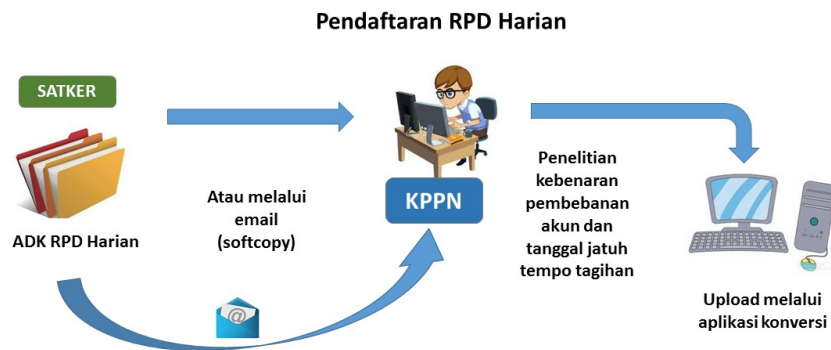 Pendaftaran RPD Harian
SATKER
ADK RPD Harian
Atau melalui
email
(softcopy)
@
KPPN
Penelitian
kebenaran
pembebanan
akun dan
tanggal jatuh
tempo tagihan
Upload melalui
aplikasi konversi